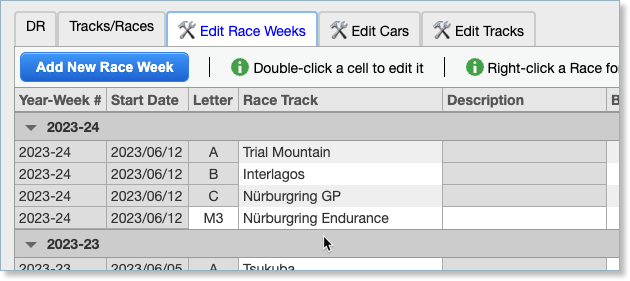 DR Tracks/Races Edit Race Weeks Edit Cars Edit Tracks
Add New Race Week Double-click a cell to edit it Right-click a Race
Year-Week # Start Date Letter Race Track Description
2023-24
2023-24 2023/06/12 A Trial Mountain
2023-24 2023/06/12 B Interlagos
2023-24 2023/06/12 C Nürburgring GP
2023-24 2023/06/12 M3 Nürburgring Endurance
2023-23
2023-23 2023/06/05 A Tsukuba